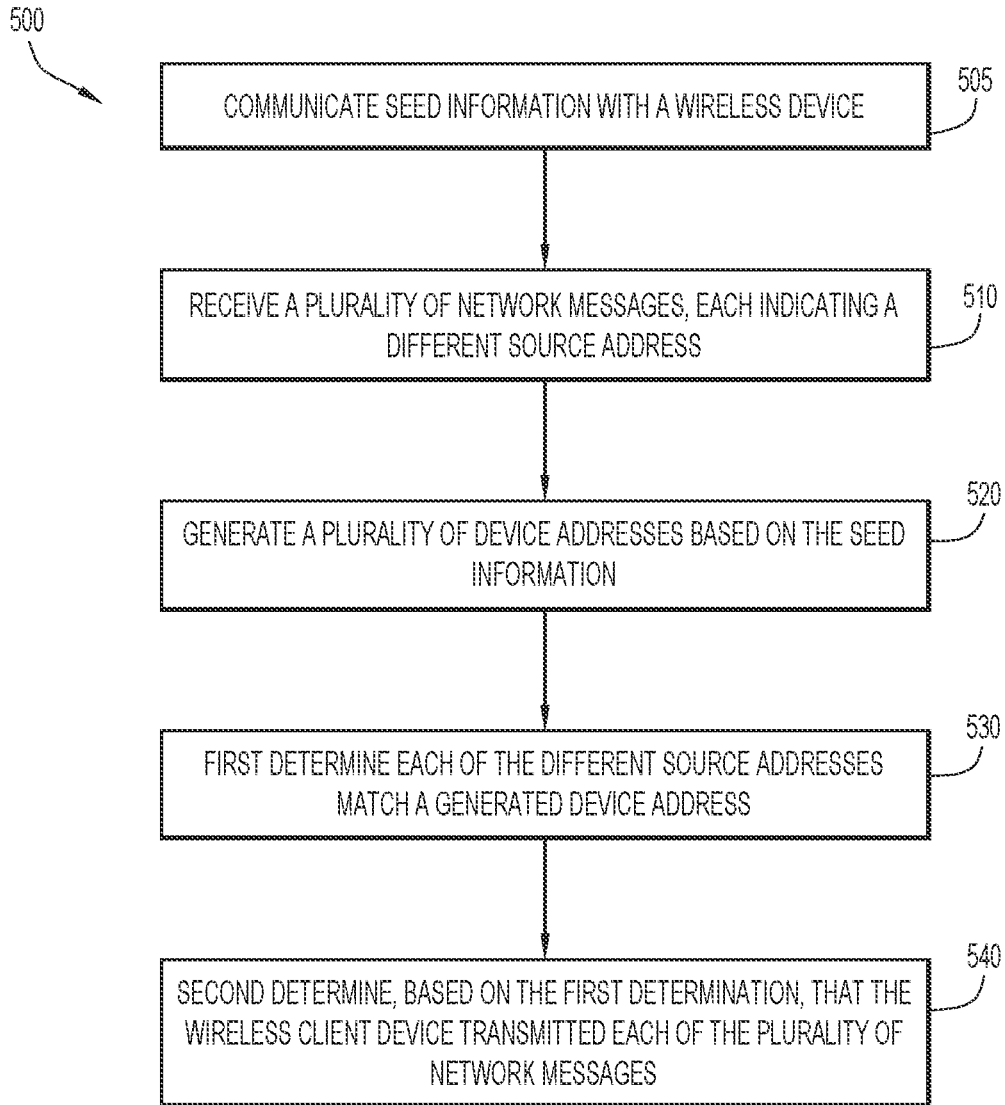 500
COMMUNICATE SEED INFORMATION WITH A WIRELESS DEVICE
505
RECEIVE A PLURALITY OF NETWORK MESSAGES, EACH INDICATING A
DIFFERENT SOURCE ADDRESS
510
GENERATE A PLURALITY OF DEVICE ADDRESSES BASED ON THE SEED
INFORMATION
520
FIRST DETERMINE EACH OF THE DIFFERENT SOURCE ADDRESSES
MATCH A GENERATED DEVICE ADDRESS
530
SECOND DETERMINE, BASED ON THE FIRST DETERMINATION, THAT THE
WIRELESS CLIENT DEVICE TRANSMITTED EACH OF THE PLURALITY OF
NETWORK MESSAGES
540